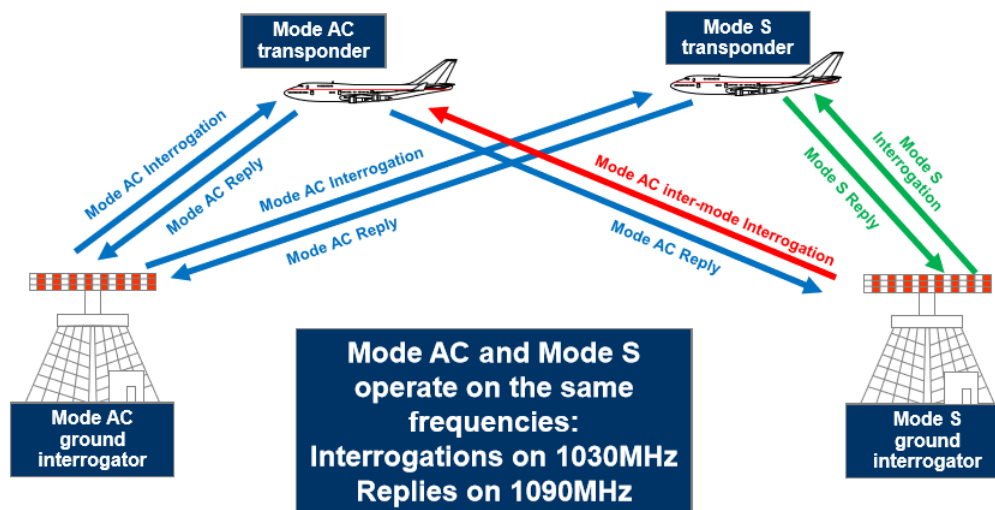 Mode AC
transponder
Mode S
transponder
Mode AC Interrogation
Mode AC Reply
Mode AC Interrogation
Mode AC Reply
Mode AC inter-mode Interrogation
Mode AC Reply
Mode S
Interrogation
Mode S Reply
Mode AC
ground
interrogator
Mode AC and Mode S
operate on the same
frequencies:
Interrogations on 1030MHz
Replies on 1090MHz
Mode S
ground
interrogator